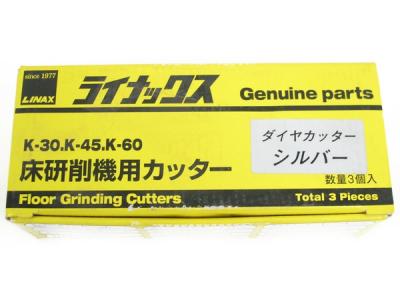 since 1977
LINAX
ライナックス
Genuine parts
K-30.K-45.K-60
床研削機用カッター
Floor Grinding Cutters
ダイヤカッター
シルバー
数量3個入
Total 3 Pieces